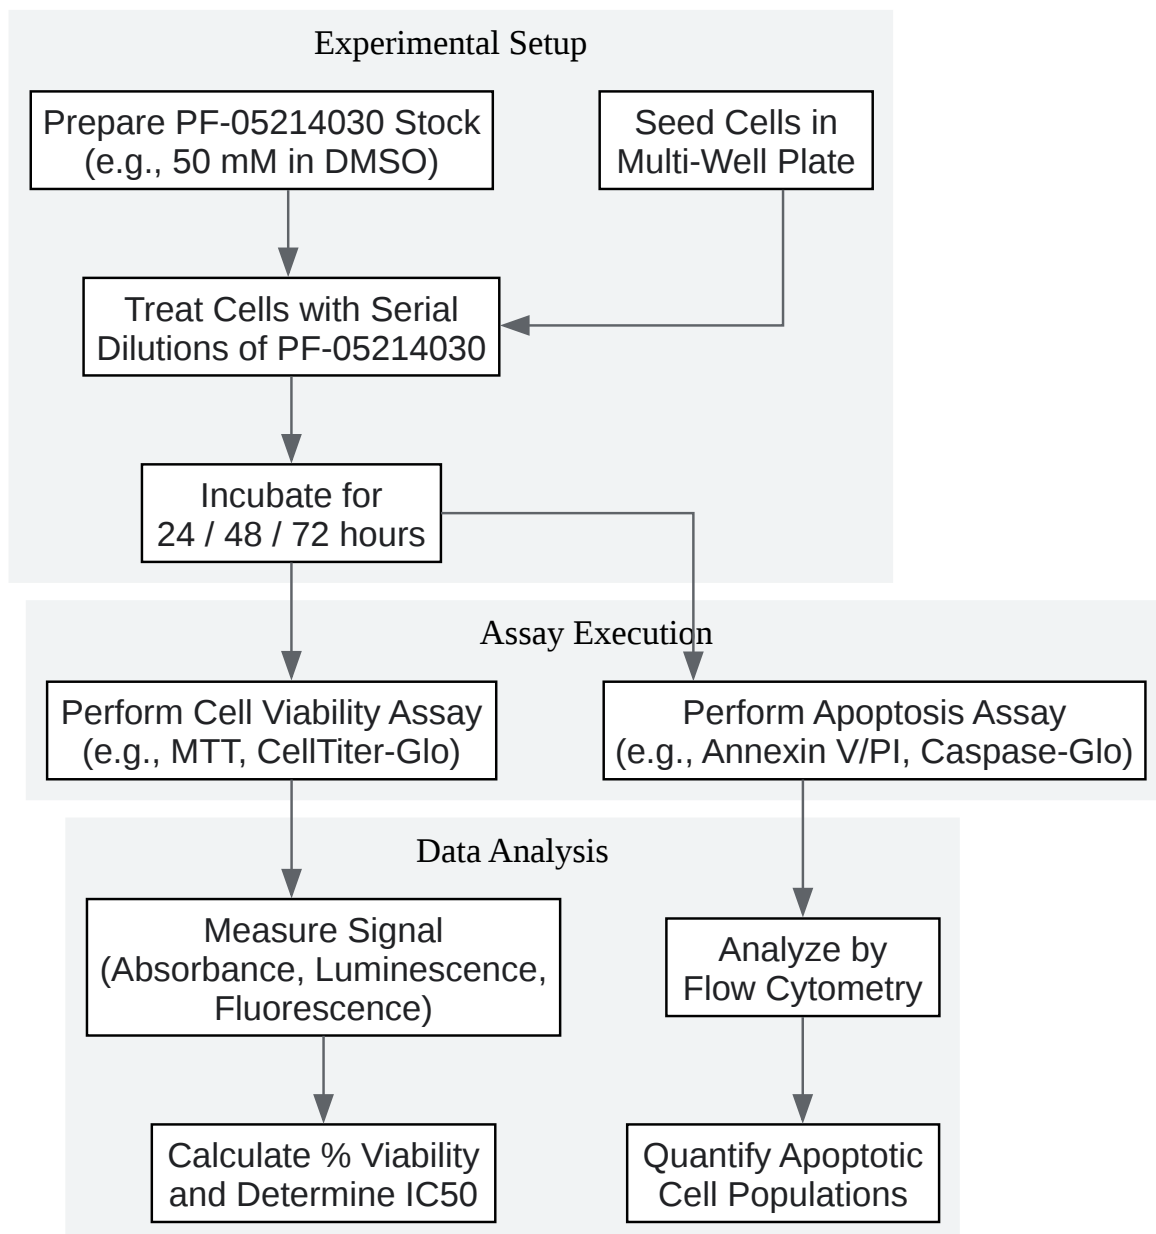 Experimental Setup
Prepare PF-05214030 Stock
(e.g., 50 mM in DMSO)
Seed Cells in
Multi-Well Plate
Treat Cells with Serial
Dilutions of PF-05214030
Incubate for
24 / 48 / 72 hours
Assay Execution
Perform Cell Viability Assay
(e.g., MTT, CellTiter-Glo)
Perform Apoptosis Assay
(e.g., Annexin V/PI, Caspase-Glo)
Data Analysis
Measure Signal
(Absorbance, Luminescence,
Fluorescence)
Analyze by
Flow Cytometry
Calculate % Viability
and Determine IC50
Quantify Apoptotic
Cell Populations